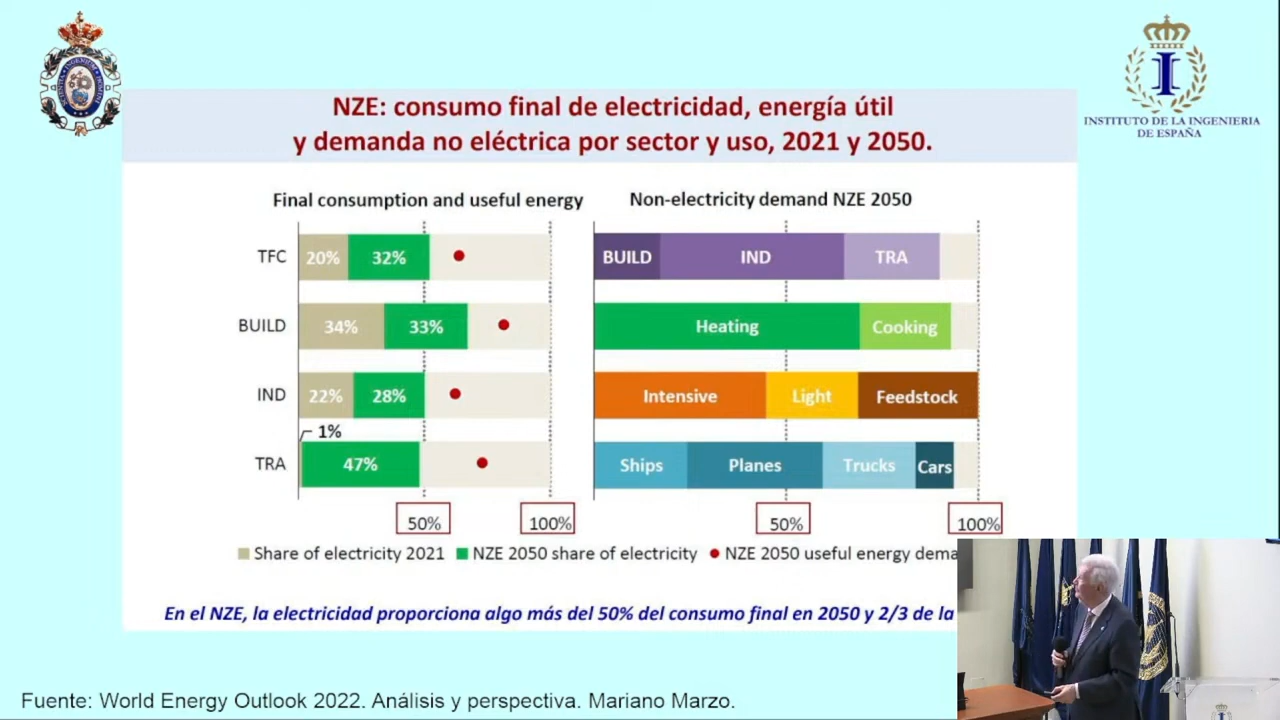 INSTITUTO DE LA INGENIERIA
DE ESPAÑA
NZE: consumo final de electricidad, energía útil
y demanda no eléctrica por sector y uso, 2021 y 2050.
Final consumption and useful energy
TFC 20% 32%
BUILD 34% 33%
IND 22% 28%
1%
TRA 47%
50% 100%
Non-electricity demand NZE 2050
BUILD IND TRA
Heating Cooking
Intensive Light Feedstock
Ships Planes Trucks Cars
50% 100%
Share of electricity 2021 NZE 2050 share of electricity NZE 2050 useful energy dema
En el NZE, la electricidad proporciona algo más del 50% del consumo final en 2050 y 2/3 de la
Fuente: World Energy Outlook 2022. Análisis y perspectiva. Mariano Marzo.